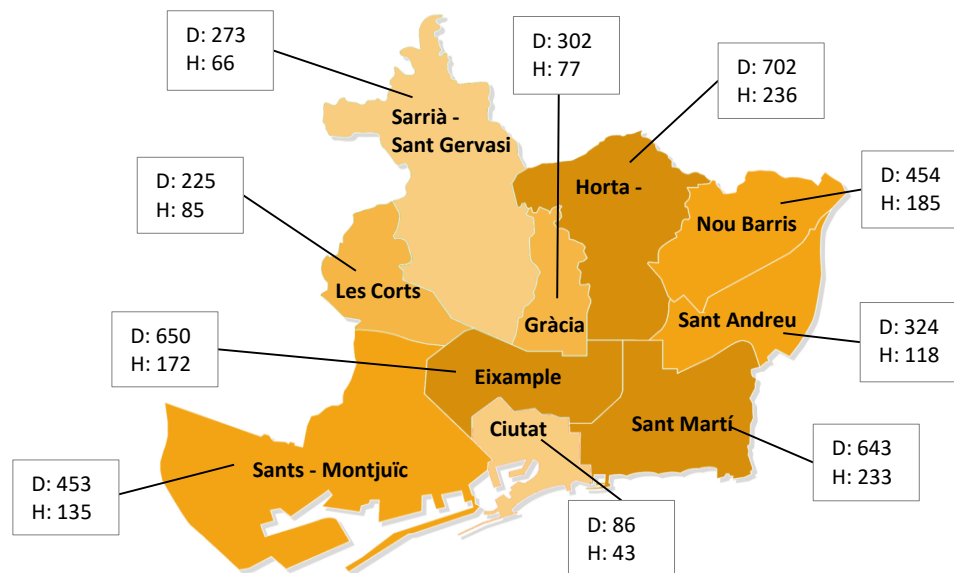 D: 273
H: 66
D: 302
H: 77
D: 702
H: 236
Sarrià -
Sant Gervasi
Horta -
D: 225
H: 85
D: 454
H: 185
Nou Barris
Les Corts
Gràcia
Sant Andreu
D: 324
H: 118
D: 650
H: 172
Eixample
Ciutat
Sant Martí
D: 643
H: 233
Sants - Montjuïc
D: 453
H: 135
D: 86
H: 43